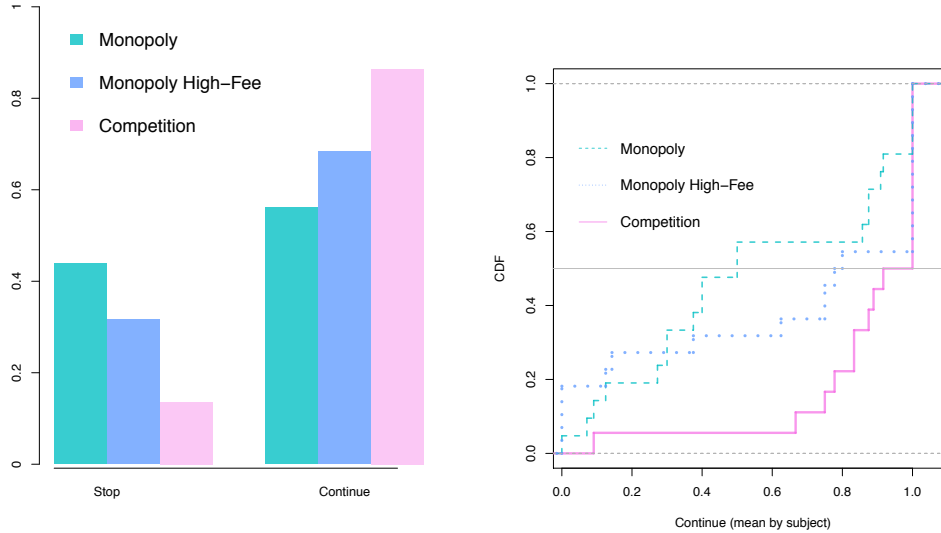 1
0.8
0.6
0.4
0.2
0
Monopoly
Monopoly High−Fee
Competition
Stop
Continue
1.0
0.8
0.6
0.4
0.2
0.0
CDF
Monopoly
Monopoly High−Fee
Competition
0.0 0.2 0.4 0.6 0.8 1.0
Continue (mean by subject)